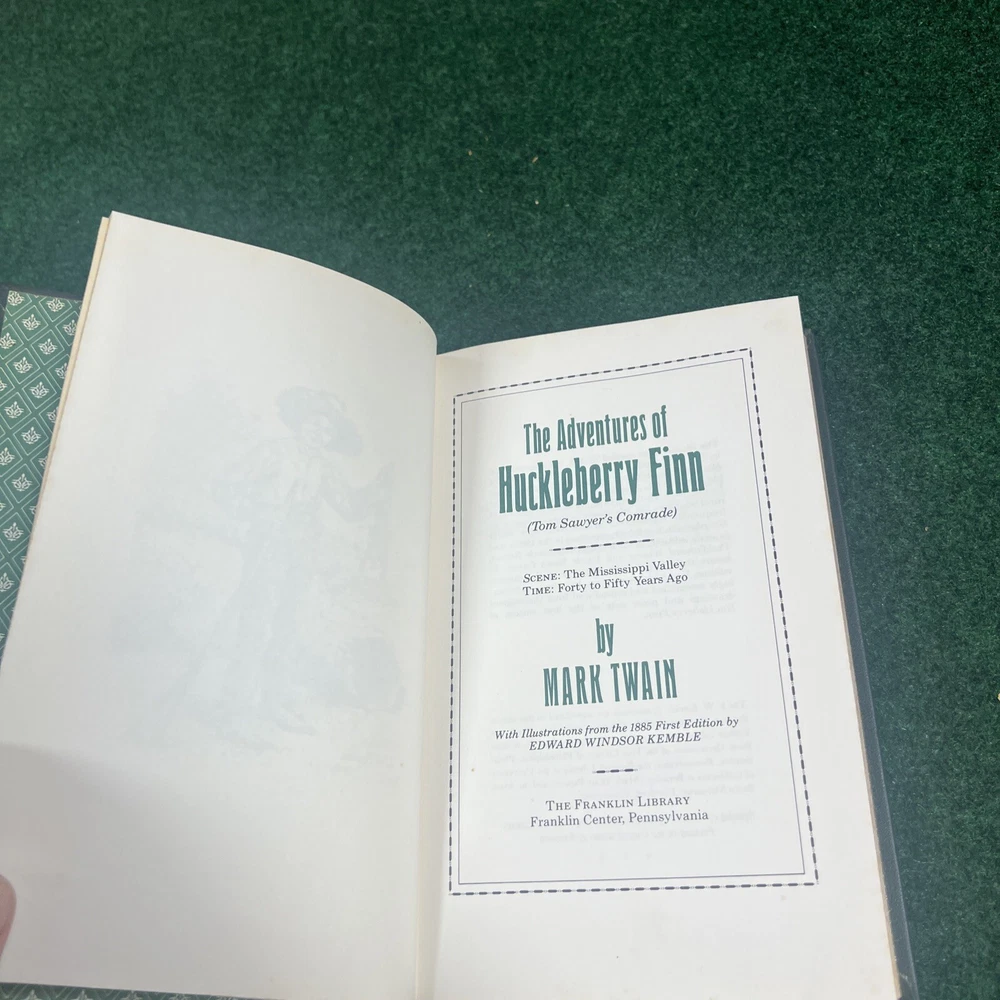 The Adventures of
Huckleberry Finn
(Tom Sawyer's Comrade)
SCENE: The Mississippi Valley
TIME: Forty to Fifty Years Ago
by
MARK TWAIN
With Illustrations from the 1885 First Edition by
EDWARD WINDSOR KEMBLE
THE FRANKLIN LIBRARY
Franklin Center, Pennsylvania